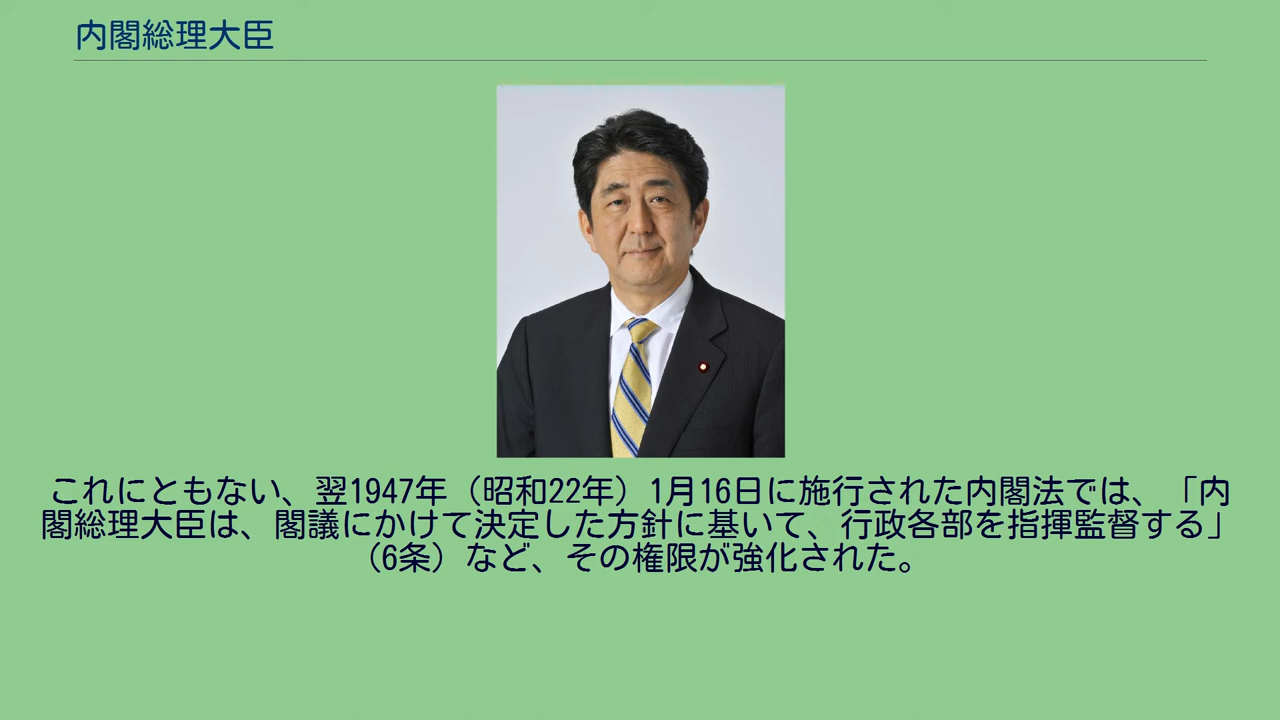 内閣総理大臣
これにともない、翌1947年（昭和22年）1月16日に施行された内閣法では、「内
閣総理大臣は、閣議にかけて決定した方針に基いて、行政各部を指揮監督する」
（6条）など、その権限が強化された。